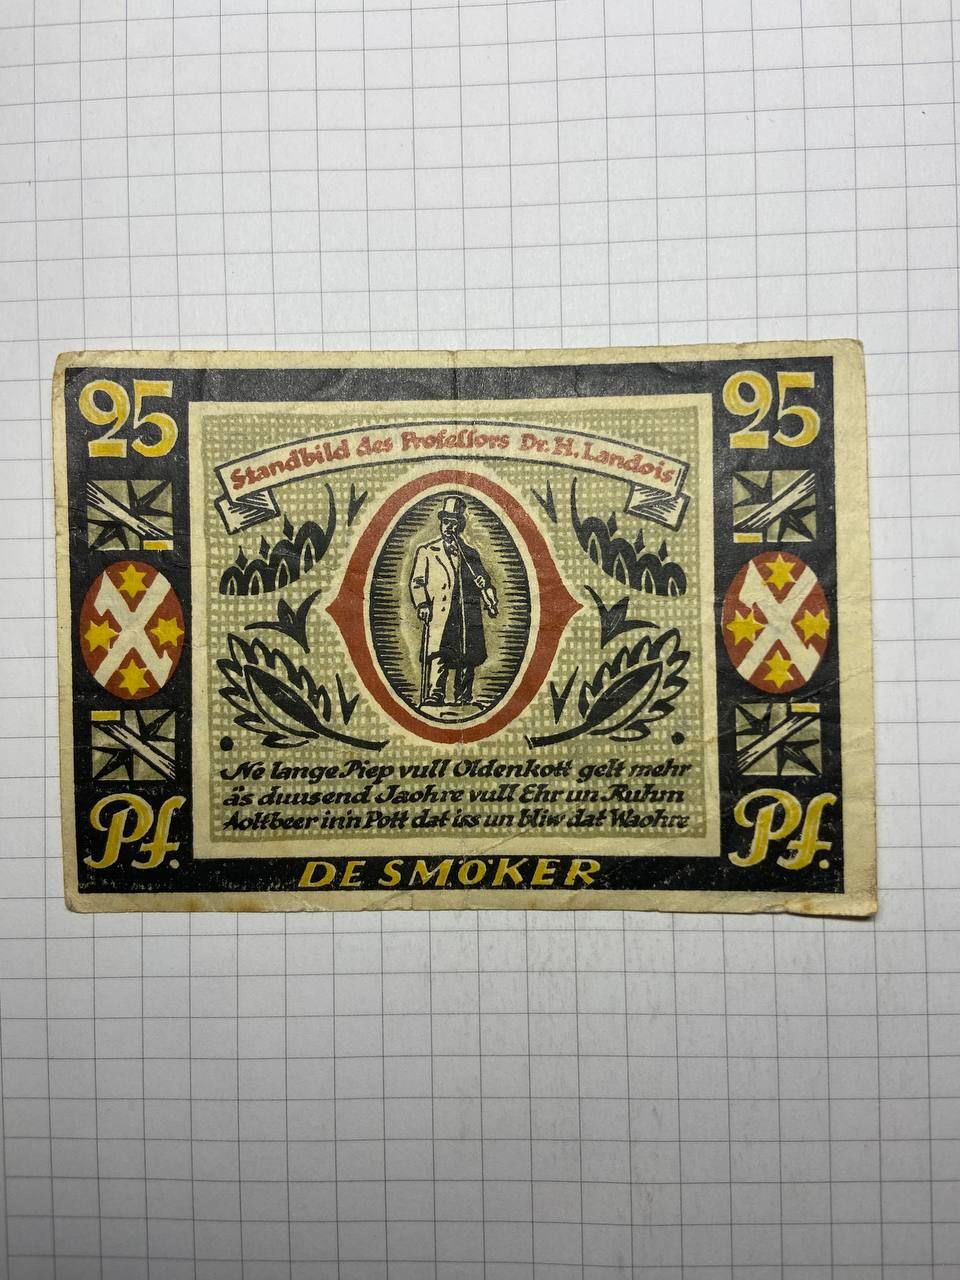 25 25
Standbild des Professors Dr. H. Landois
Ne lange Piep vull Oldenkott gelt mehr
äs duusend Jaohre vull Ehr un Ruhm
Aoltbeer inn Pott dat iss un bliw dat Waohre
Pf. Pf.
DE SMÖKER